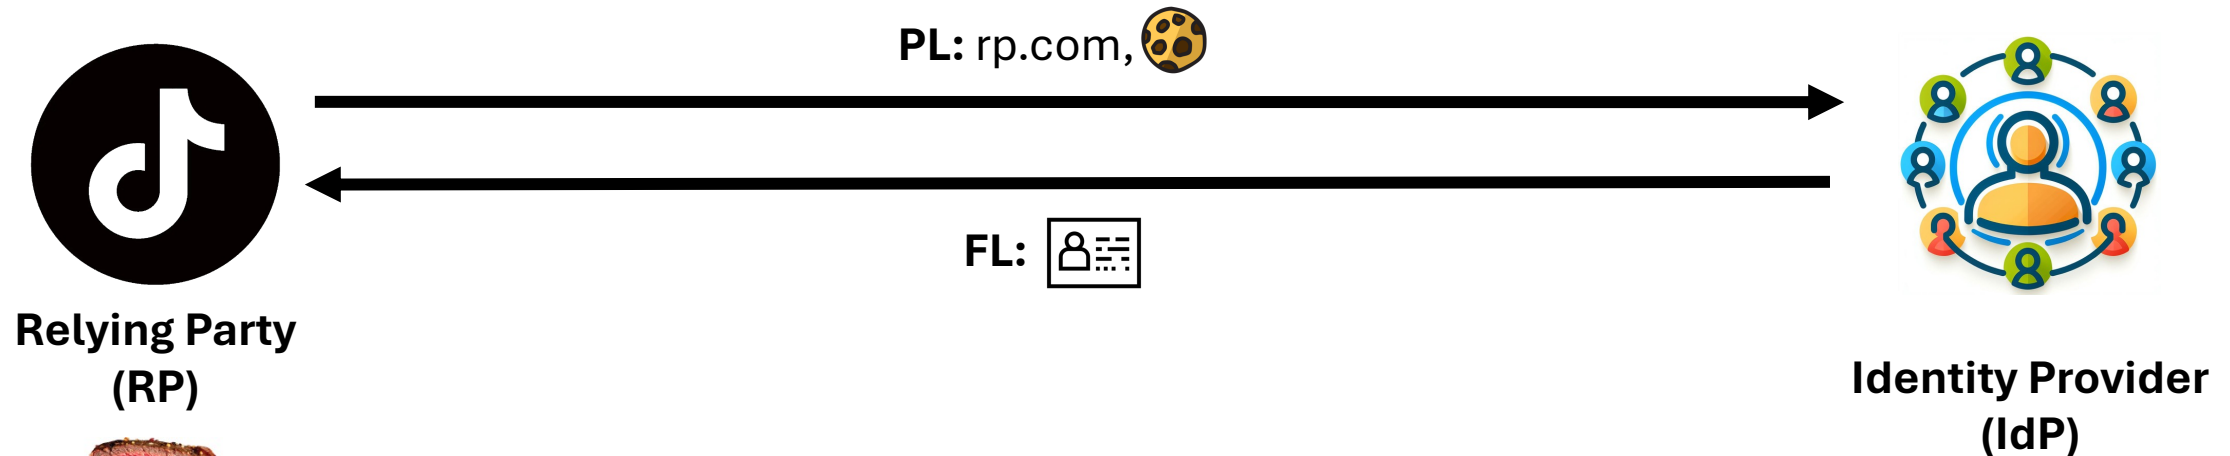 PL: rp.com,
FL:
Relying Party
(RP)
Identity Provider
(IdP)